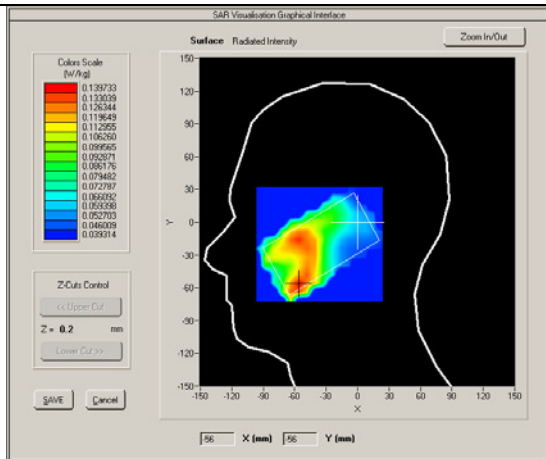 SAR Visualisation Graphical Interface
Surface Radiated Intensity
Zoom In/Out
Colors Scale
(W/kg)
0.139733
0.133039
0.126344
0.119649
0.112955
0.106260
0.099565
0.092871
0.086176
0.079482
0.072787
0.066092
0.059398
0.052703
0.046009
0.039314
Z-Cuts Control
<< Upper Cut
Z = 0.2 mm
Lower Cut >>
SAVE Cancel
150-
120-
90-
60-
30-
0-
-30-
-60-
-90-
-120-
-150-
Y
-150 -120 -90 -60 -30 0 30 60 90 120 150
X
-56 X (mm) -56 Y (mm)